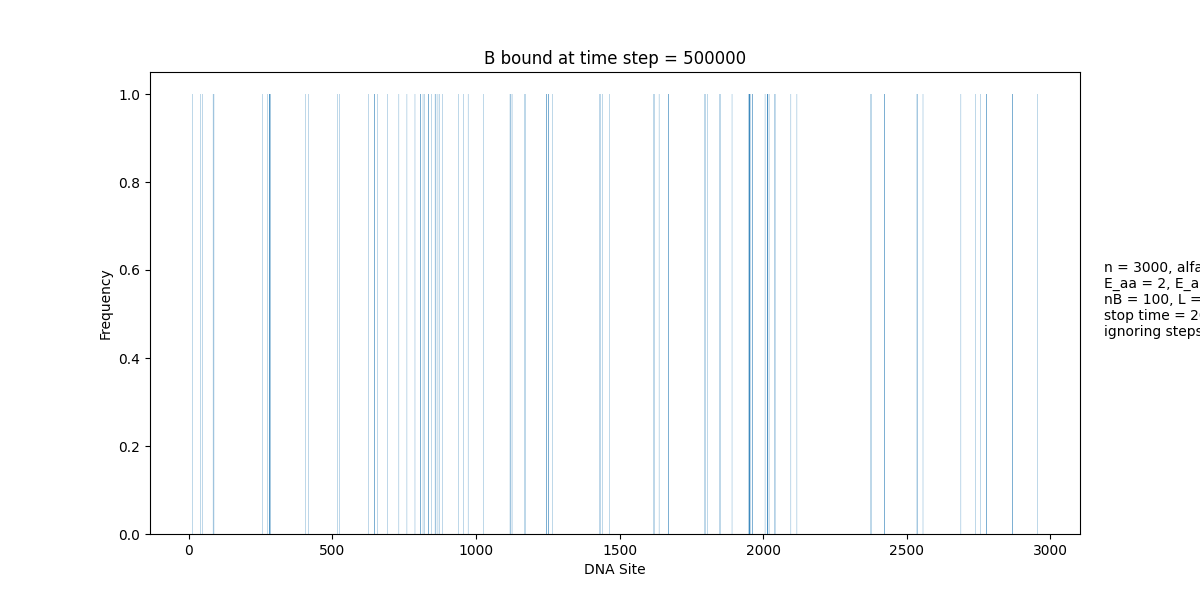 B bound at time step = 500000
1.0
0.8
0.6
0.4
0.2
0.0
Frequency
0 500 1000 1500 2000 2500 3000
DNA Site
n = 3000, alfa
E_aa = 2, E_a
nB = 100, L =
stop time = 2
ignoring steps